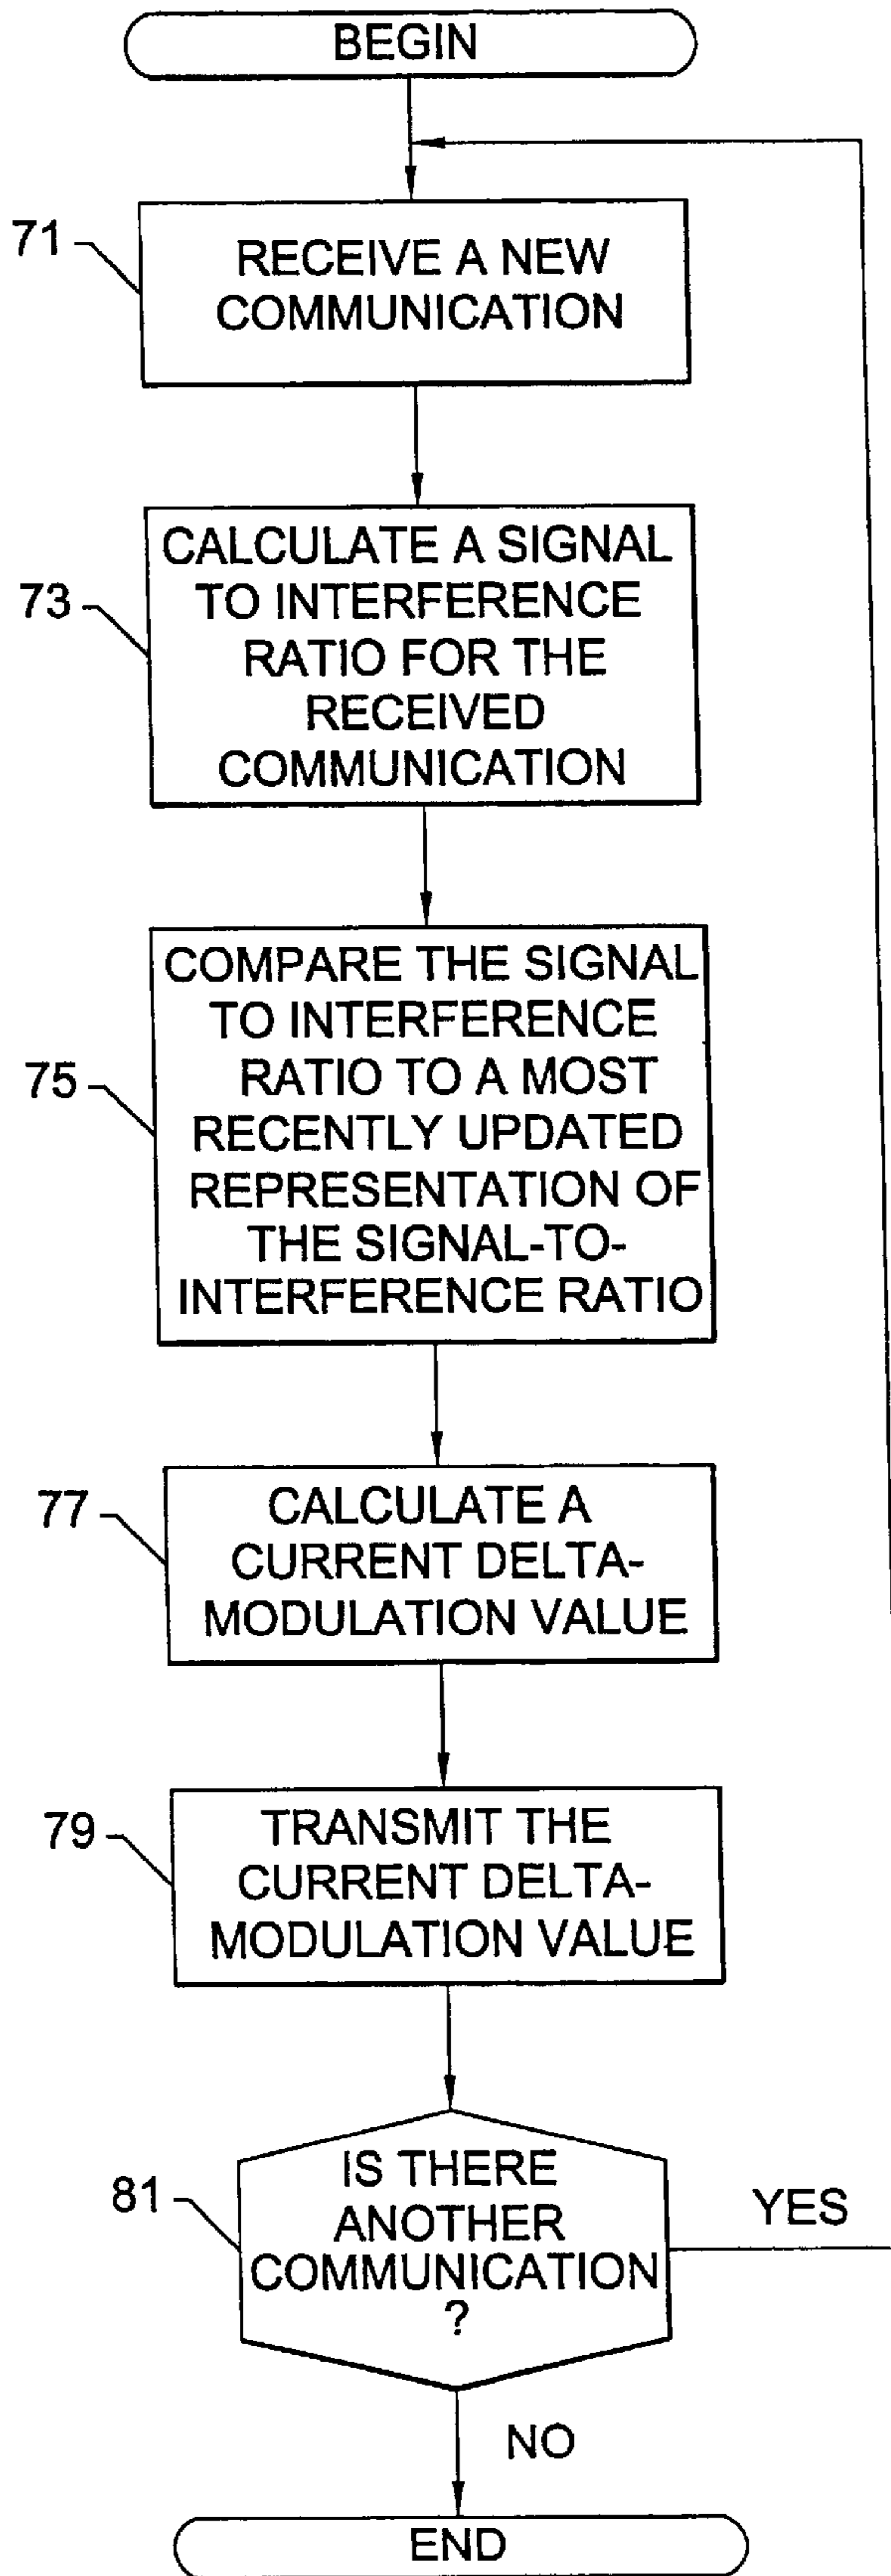 BEGIN
71
RECEIVE A NEW
COMMUNICATION
73
CALCULATE A SIGNAL
TO INTERFERENCE
RATIO FOR THE
RECEIVED
COMMUNICATION
75
COMPARE THE SIGNAL
TO INTERFERENCE
RATIO TO A MOST
RECENTLY UPDATED
REPRESENTATION OF
THE SIGNAL-TO-
INTERFERENCE RATIO
77
CALCULATE A
CURRENT DELTA-
MODULATION VALUE
79
TRANSMIT THE
CURRENT DELTA-
MODULATION VALUE
81
IS THERE
ANOTHER
COMMUNICATION
?
YES
NO
END